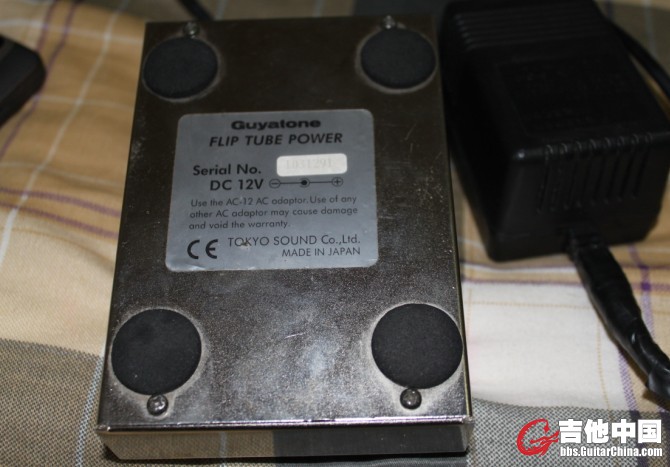 Guyatone
FLIP TUBE POWER
Serial No.
DC 12V
Use the AC-12 AC adaptor. Use of any
other AC adaptor may cause damage
and void the warranty.
CE TOKYO SOUND Co.,Ltd.
MADE IN JAPAN
吉他中国
bbs.GuitarChina.com